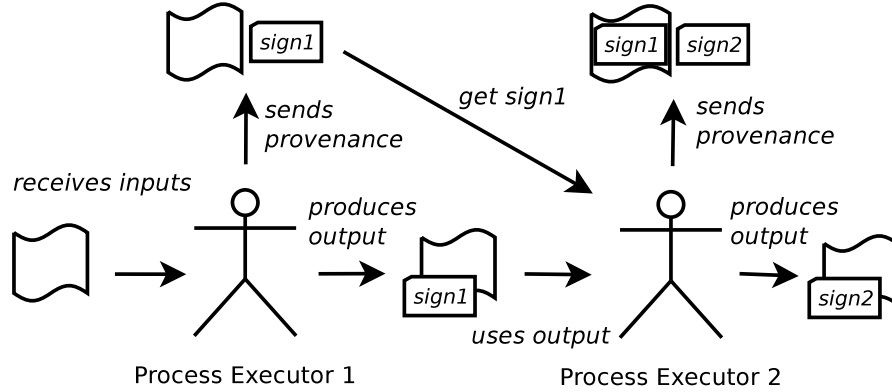 sign1
sign1
sign2
get sign1
sends
provenance
sends
provenance
receives inputs
produces
output
produces
output
sign1
sign2
uses output
Process Executor 1
Process Executor 2